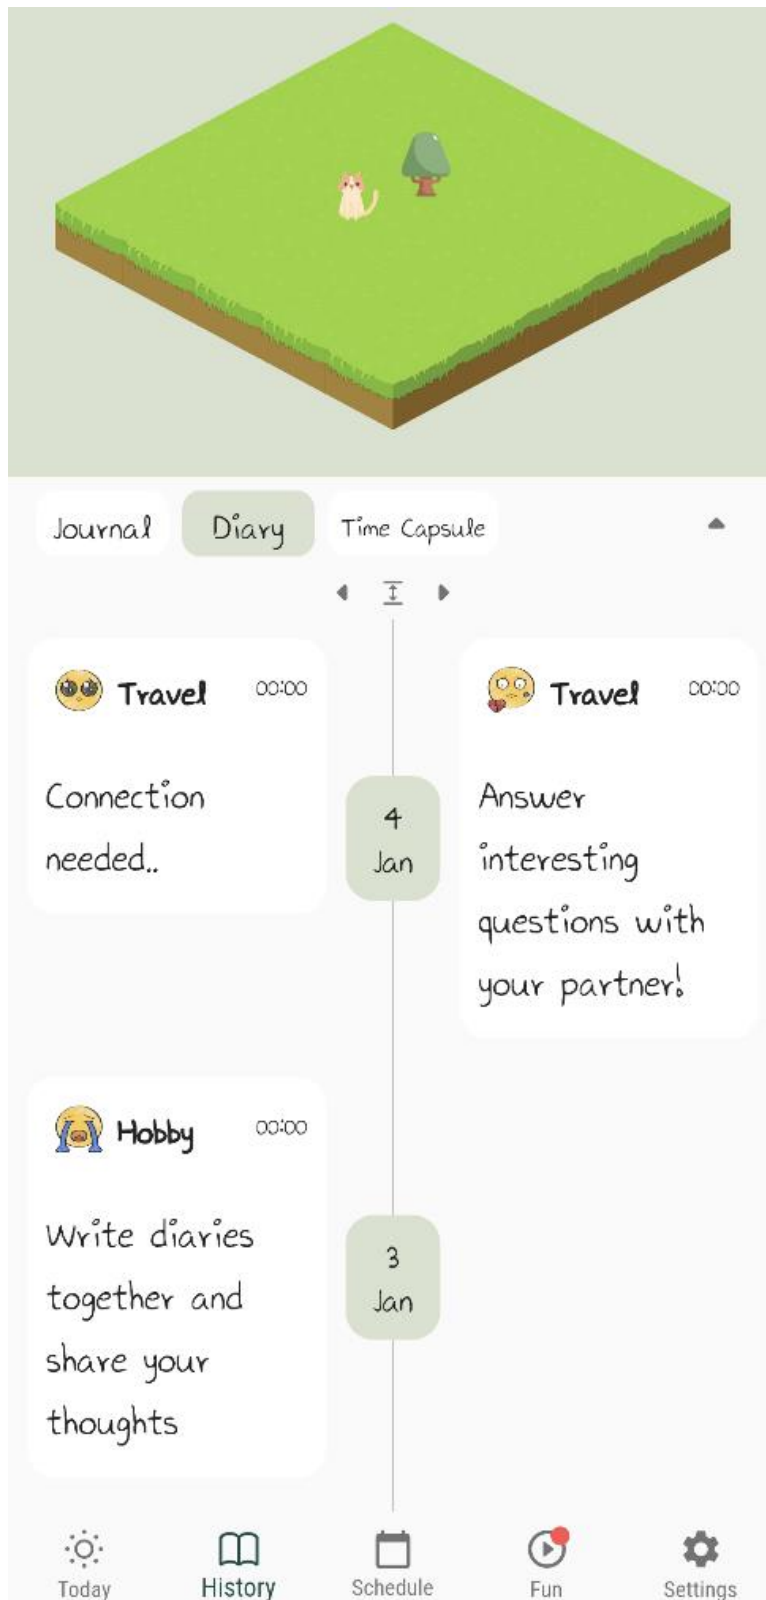 Journal
Diary
Time Capsule
Travel 00:00
Connection
needed..
4
Jan
Travel 00:00
Answer
interesting
questions with
your partner!
Hobby 00:00
Write diaries
together and
share your
thoughts
3
Jan
Today
History
Schedule
Fun
Settings